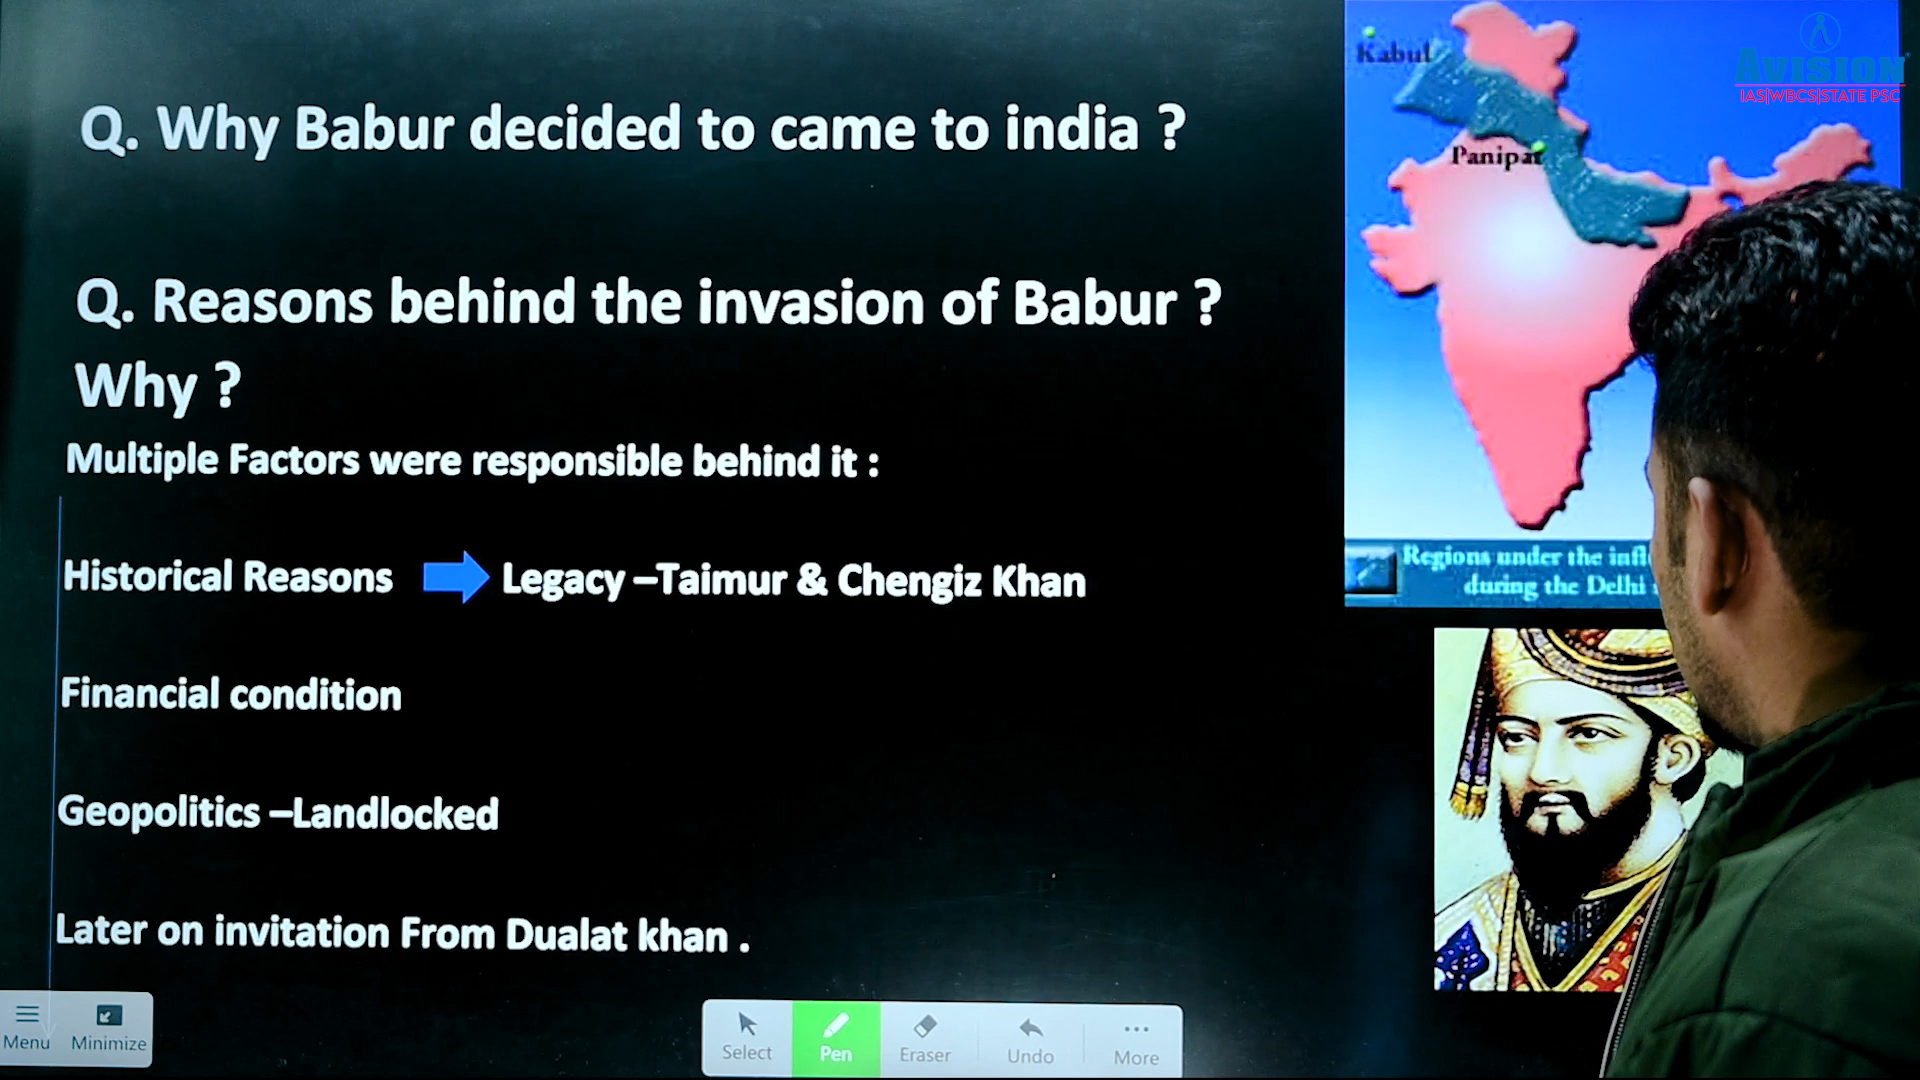 Kabul
AVISION
IAS|WBCS|STATE PSC
Q. Why Babur decided to came to india ?
Panipat
Q. Reasons behind the invasion of Babur ?
Why ?
Multiple Factors were responsible behind it :
Regions under the
during the Delhi
Historical Reasons Legacy –Taimur & Chengiz Khan
Financial condition
Geopolitics –Landlocked
Later on invitation From Dualat khan .
Menu Minimize
Select Pen Eraser Undo More